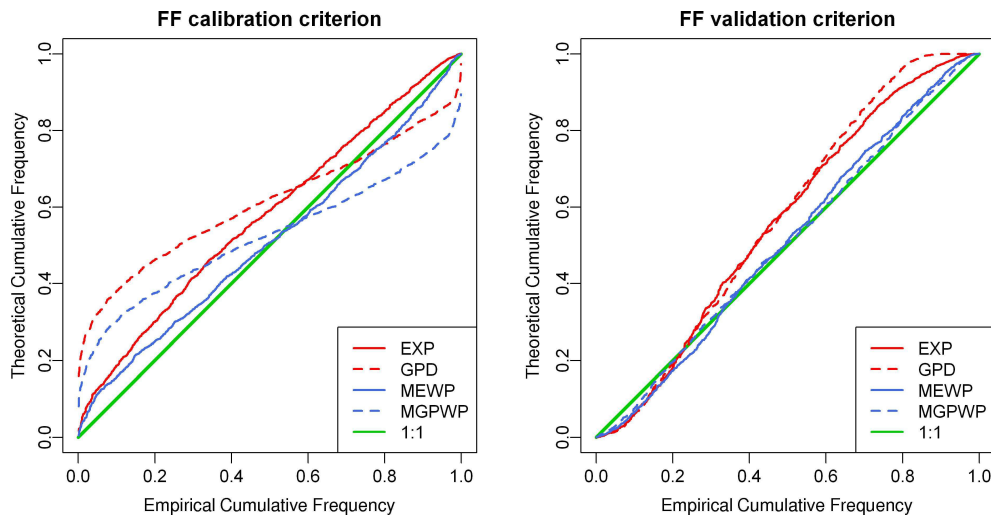 FF calibration criterion
Theoretical Cumulative Frequency
1.0
0.8
0.6
0.4
0.2
0.0
EXP
GPD
MEWP
MGPWP
1:1
0.0 0.2 0.4 0.6 0.8 1.0
Empirical Cumulative Frequency
FF validation criterion
Theoretical Cumulative Frequency
1.0
0.8
0.6
0.4
0.2
0.0
EXP
GPD
MEWP
MGPWP
1:1
0.0 0.2 0.4 0.6 0.8 1.0
Empirical Cumulative Frequency